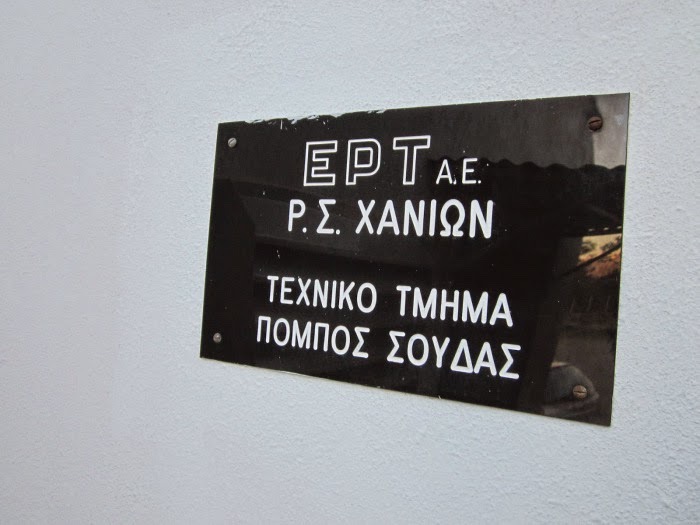 ΕΡΤ Α.Ε.
Ρ. Σ. ΧΑΝΙΩΝ
ΤΕΧΝΙΚΟ ΤΜΗΜΑ
ΠΟΜΠΟΣ ΣΟΥΔΑΣ